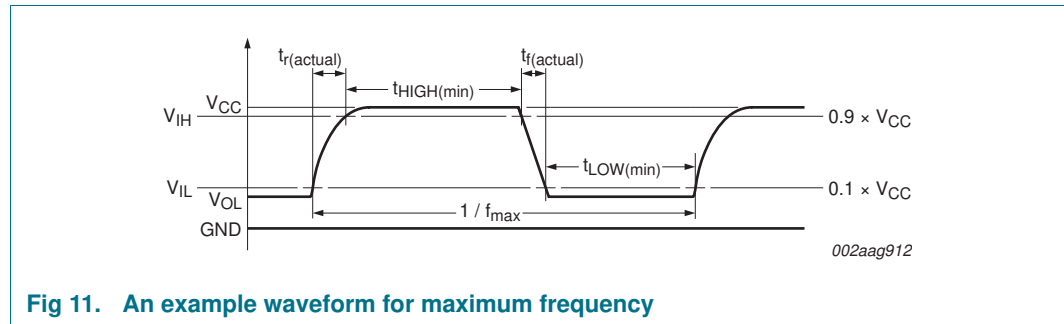 tr(actual)
tf(actual)
tHIGH(min)
VCC
VIH
0.9 × VCC
tLOW(min)
VIL
0.1 × VCC
VOL
1 / fmax
GND
002aag912
Fig 11. An example waveform for maximum frequency